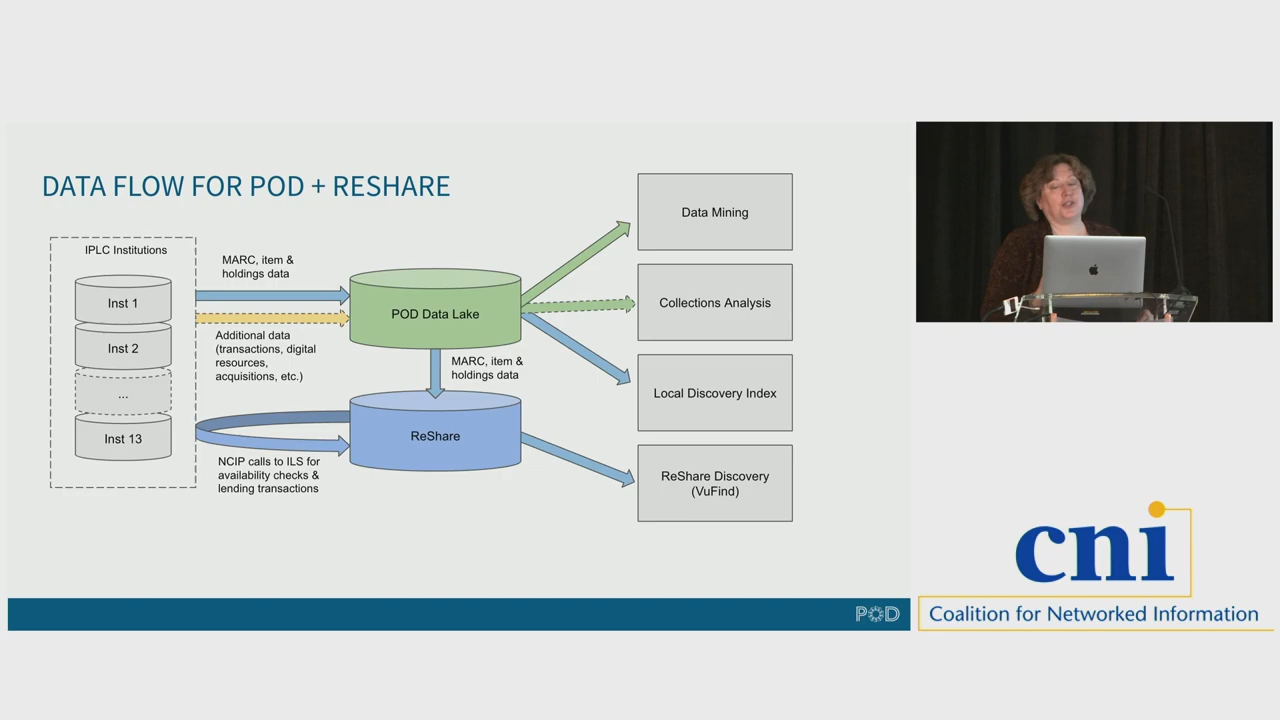 DATA FLOW FOR POD + RESHARE
IPLC Institutions
Inst 1
Inst 2
...
Inst 13
MARC, item &
holdings data
Additional data
(transactions, digital
resources,
acquisitions, etc.)
NCIP calls to ILS for
availability checks &
lending transactions
POD Data Lake
MARC, item &
holdings data
ReShare
Data Mining
Collections Analysis
Local Discovery Index
ReShare Discovery
(VuFind)
POD
cni
Coalition for Networked Information